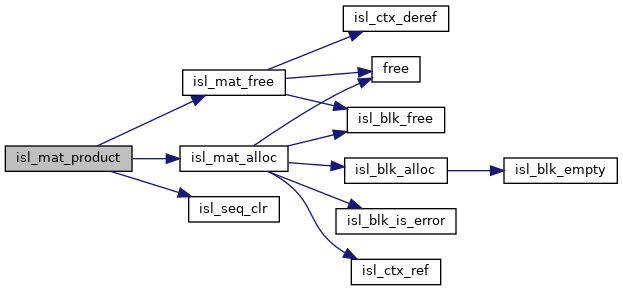 isl_ctx_deref
free
isl_mat_free
isl_blk_free
isl_mat_product
isl_mat_alloc
isl_blk_alloc
isl_blk_empty
isl_seq_clr
isl_blk_is_error
isl_ctx_ref